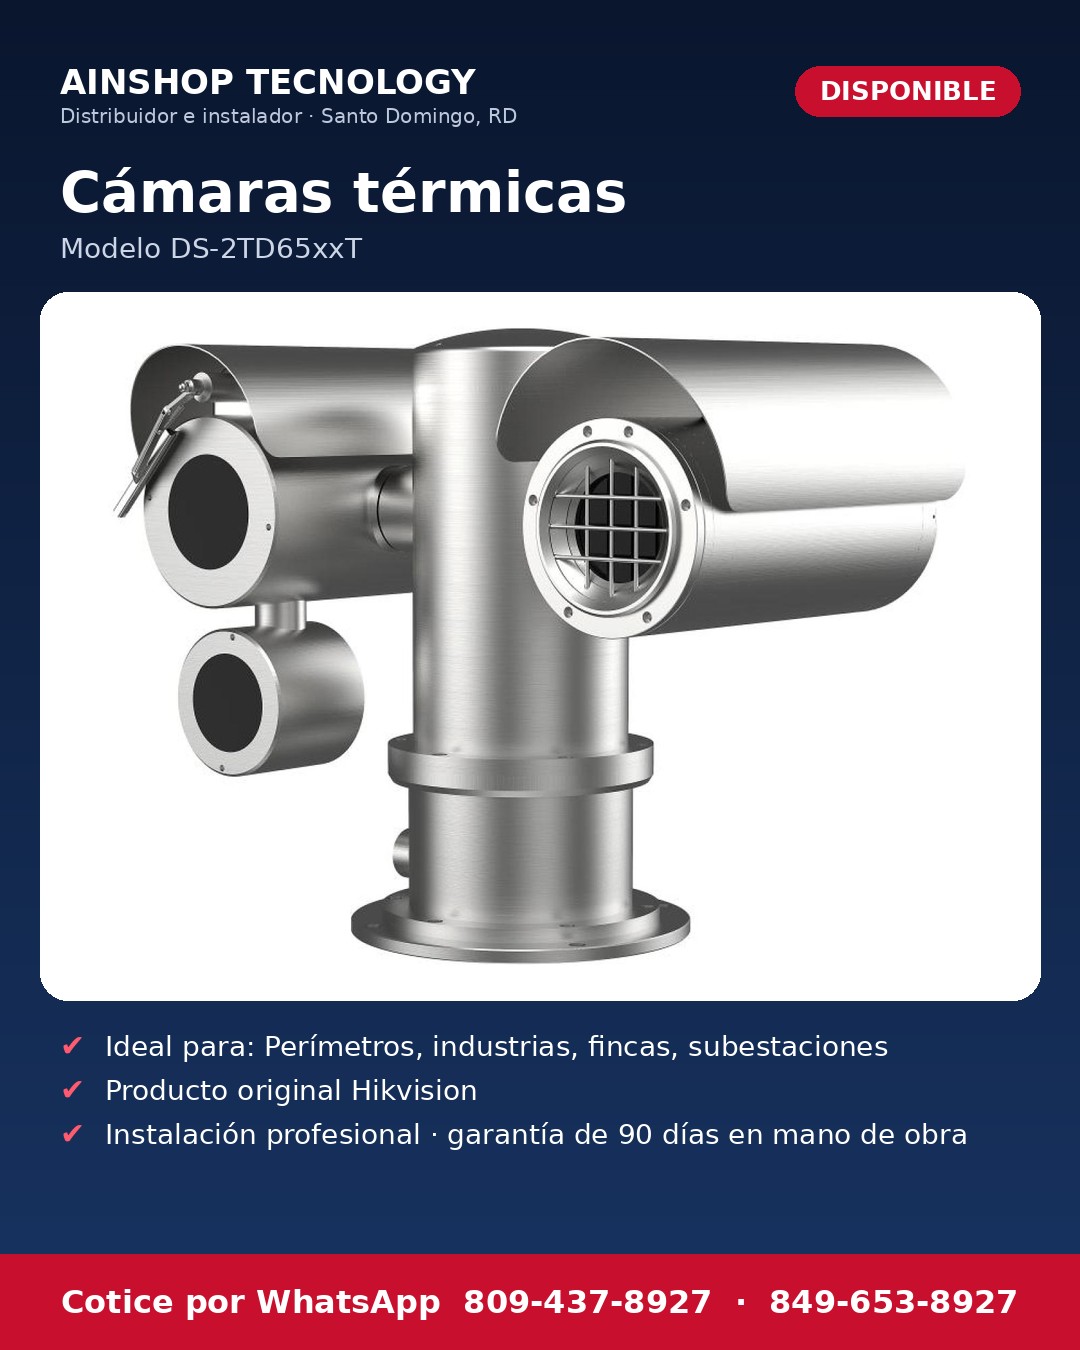 AINSHOP TECNOLOGY
DISPONIBLE
Distribuidor e instalador · Santo Domingo, RD
Cámaras térmicas
Modelo DS-2TD65xxT
✔ Ideal para: Perímetros, industrias, fincas, subestaciones
✔ Producto original Hikvision
✔ Instalación profesional · garantía de 90 días en mano de obra
Cotice por WhatsApp 809-437-8927 · 849-653-8927